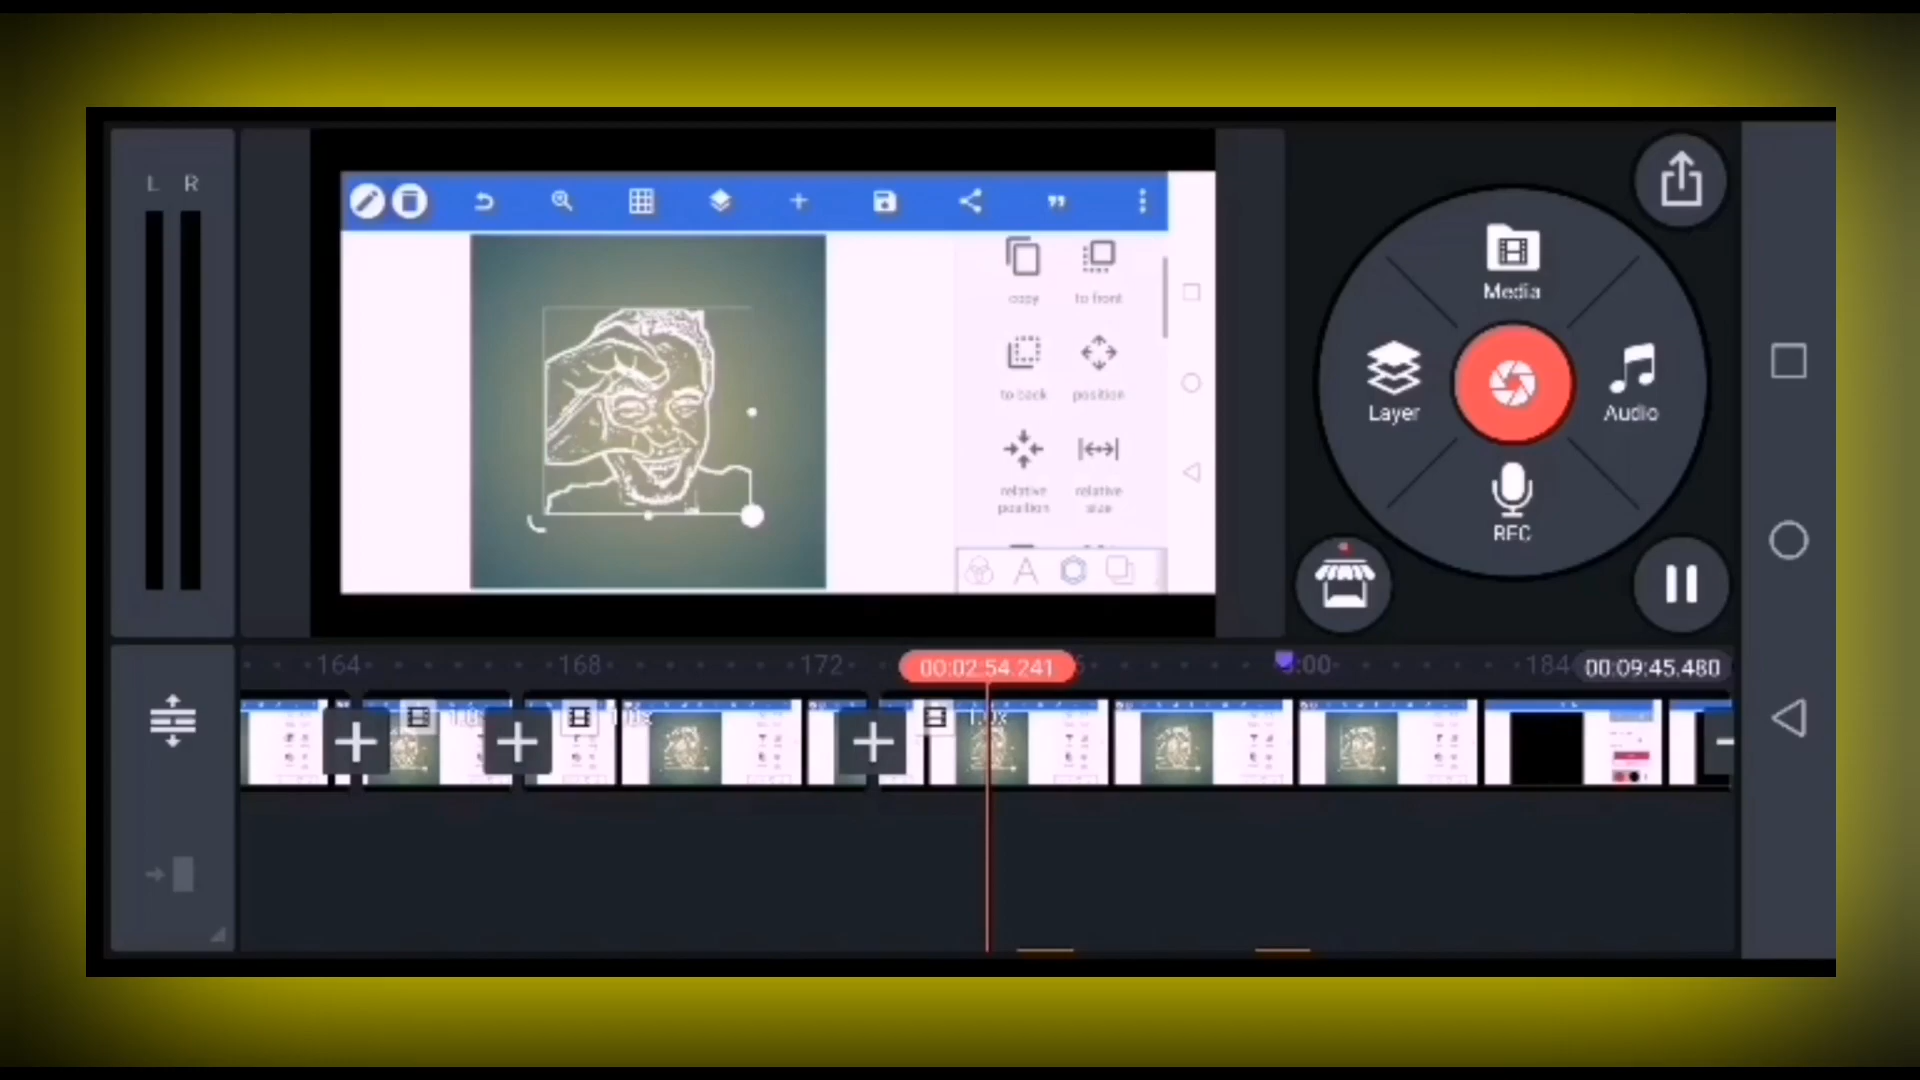 L R
copy to front
to back position
relative position
relative size
Media
Layer
Audio
REC
164 168 172
00:02:54.241
:00 184
00:09:45.480